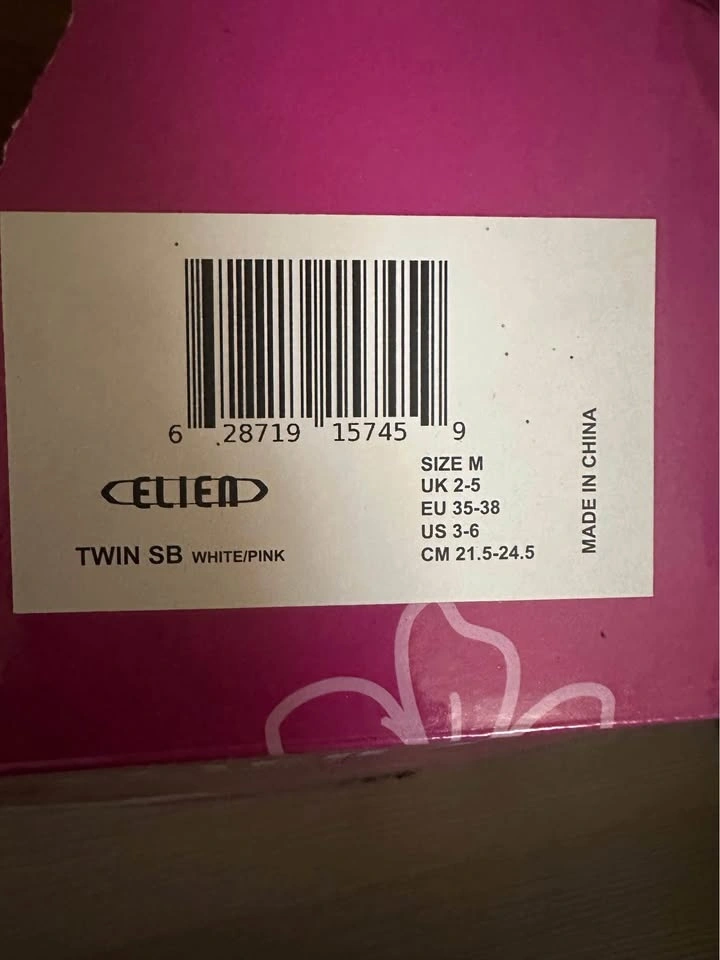 6 28719 15745 9
ELIEN
TWIN SB WHITE/PINK
SIZE M
UK 2-5
EU 35-38
US 3-6
CM 21.5-24.5
MADE IN CHINA